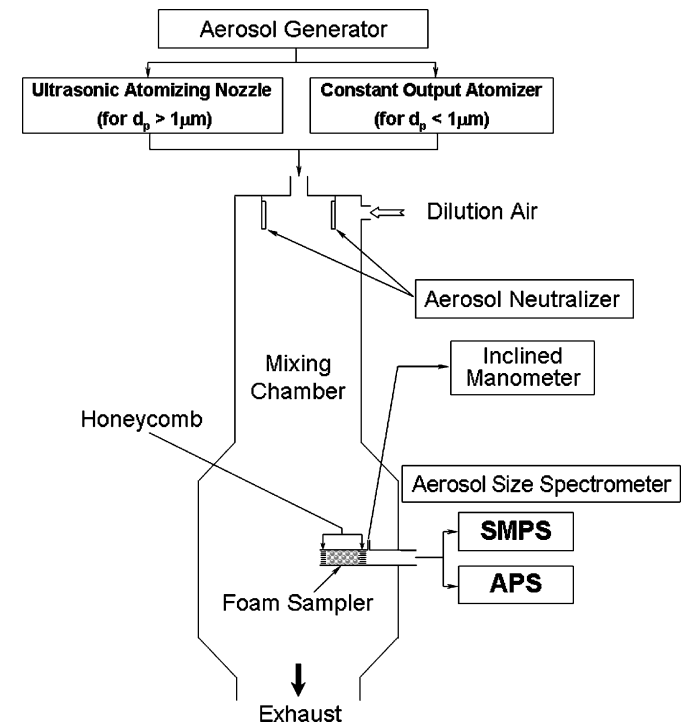 Aerosol Generator
Ultrasonic Atomizing Nozzle
(for dp > 1μm)
Constant Output Atomizer
(for dp < 1μm)
Dilution Air
Aerosol Neutralizer
Mixing
Chamber
Inclined
Manometer
Honeycomb
Aerosol Size Spectrometer
SMPS
APS
Foam Sampler
Exhaust